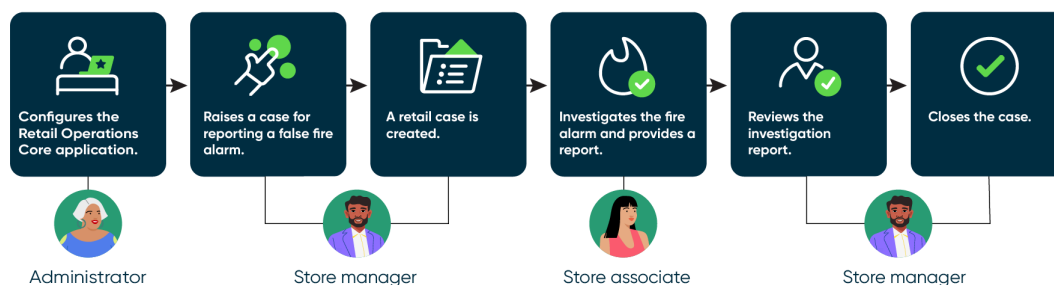 Configures the
Retail Operations
Core application.
Raises a case for
reporting a false fire
alarm.
A retail case is
created.
Investigates the fire
alarm and provides a
report.
Reviews the
investigation
report.
Closes the case.
Administrator
Store manager
Store associate
Store manager